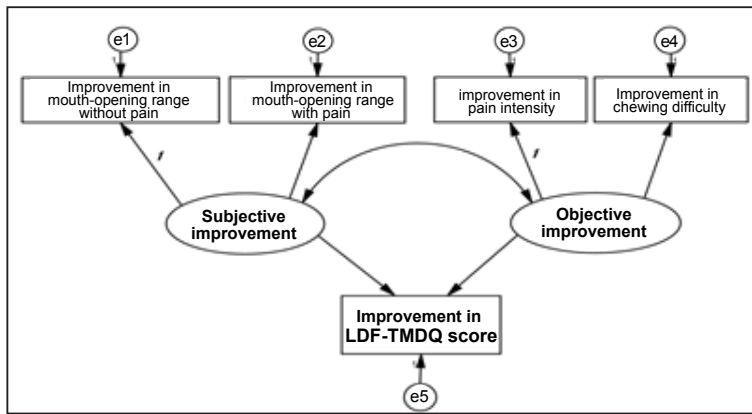 e1
e2
e3
e4
Improvement in
mouth-opening range
without pain
Improvement in
mouth-opening range
with pain
improvement in
pain intensity
Improvement in
chewing difficulty
Subjective
improvement
Objective
improvement
Improvement in
LDF-TMDQ score
e5